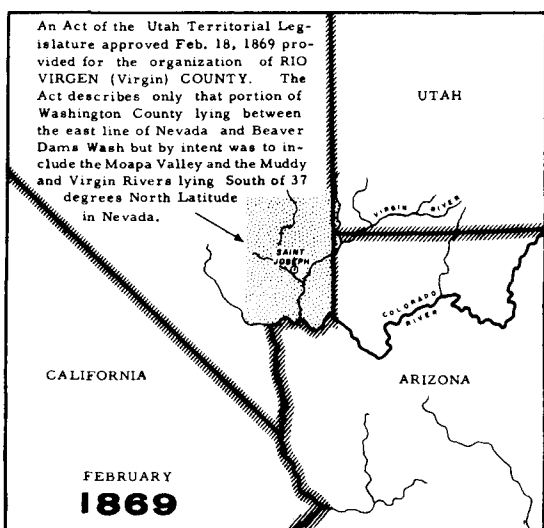 An Act of the Utah Territorial Leg-
islature approved Feb. 18, 1869 pro-
vided for the organization of RIO
VIRGEN (Virgin) COUNTY. The
Act describes only that portion of
Washington County lying between
the east line of Nevada and Beaver
Dams Wash but by intent was to in-
clude the Moapa Valley and the Muddy
and Virgin Rivers lying South of 37
degrees North Latitude
in Nevada.
UTAH
VIRGIN RIVER
SAINT
JOSEPH
COLORADO
RIVER
CALIFORNIA
ARIZONA
FEBRUARY
1869